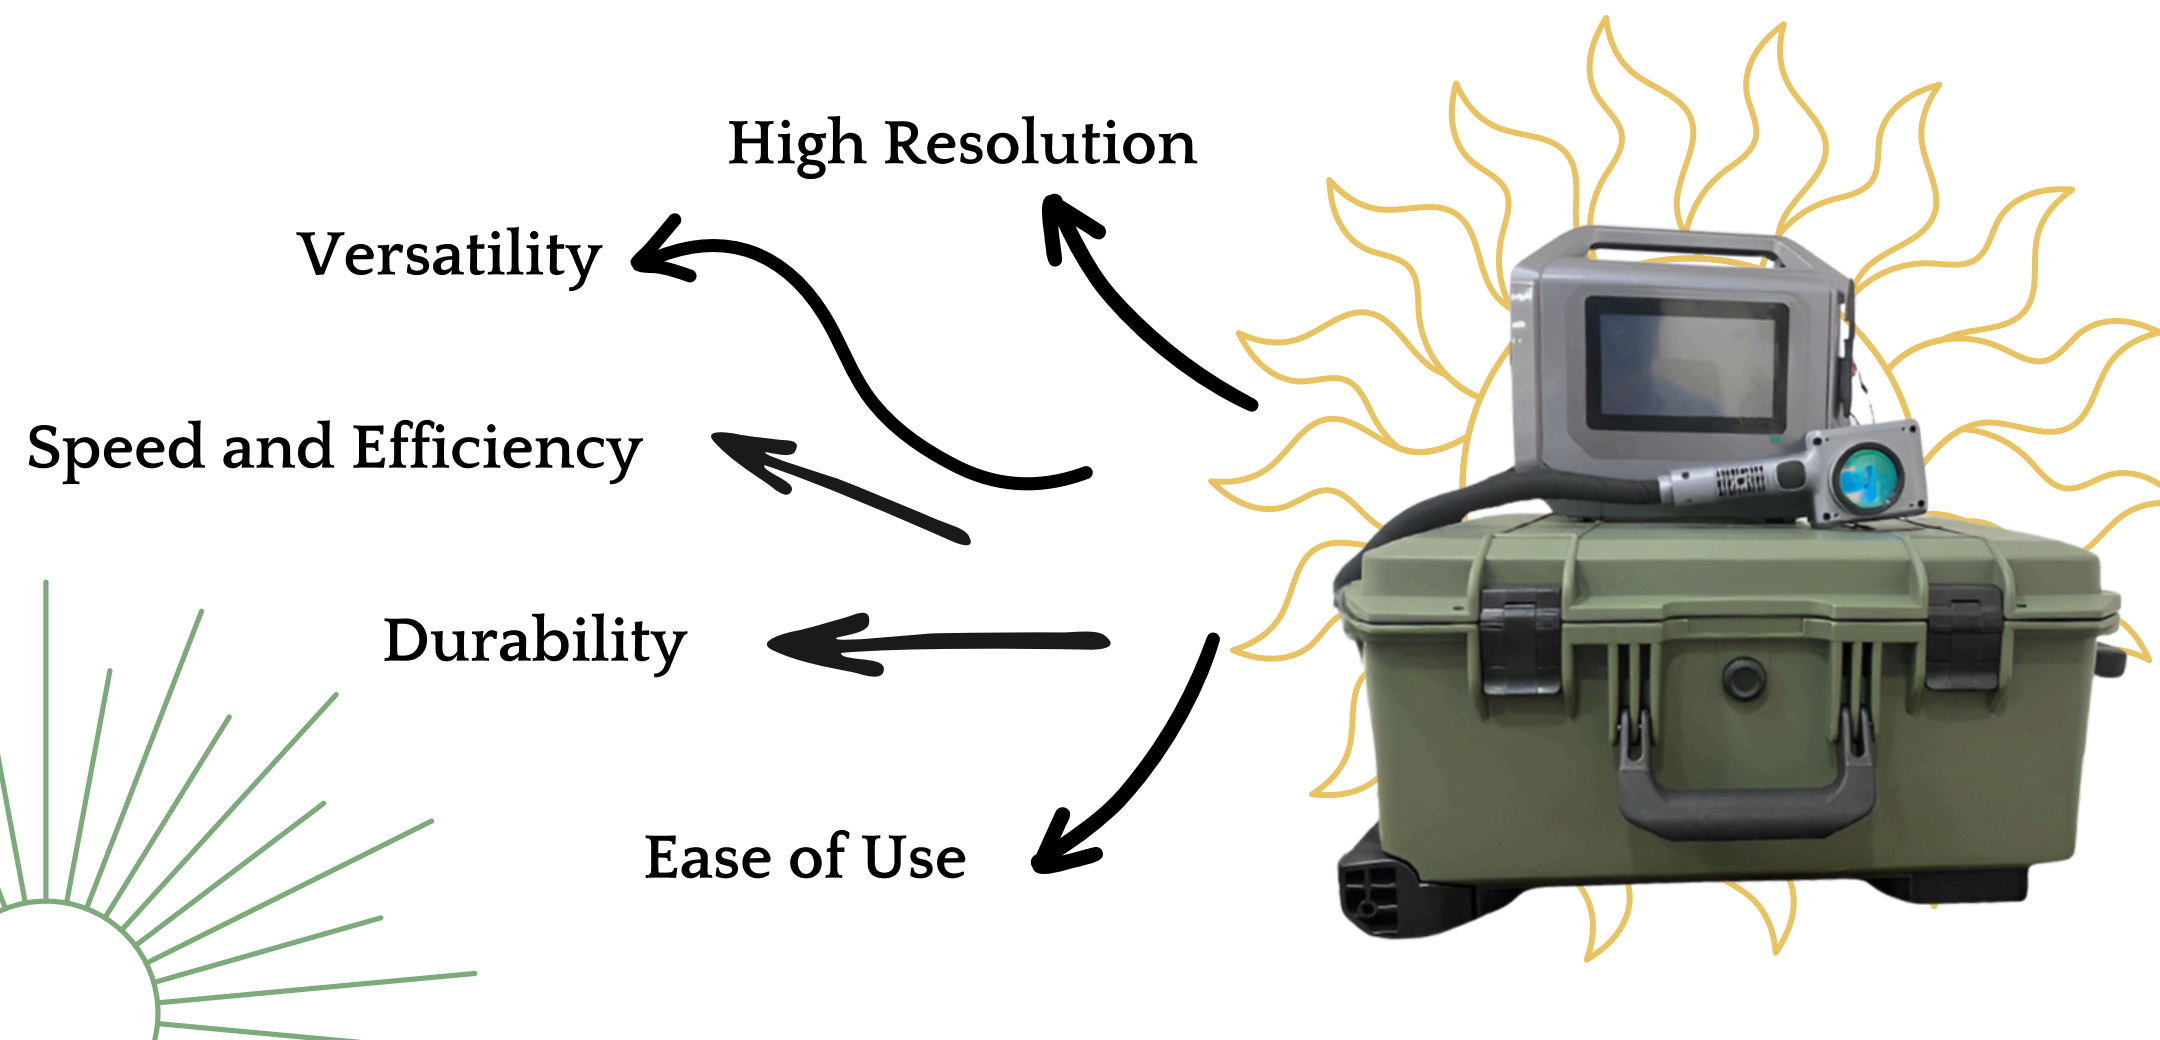 High Resolution
Versatility
Speed and Efficiency
Durability
Ease of Use